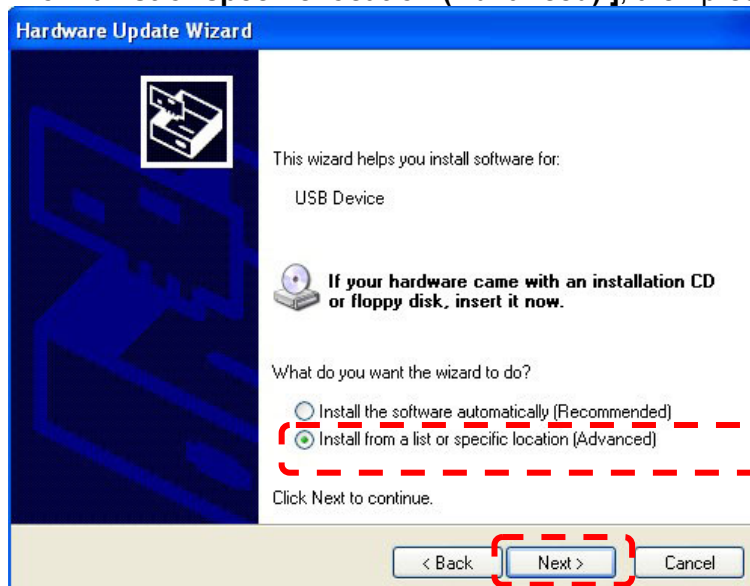 Hardware Update Wizard
This wizard helps you install software for:
USB Device
If your hardware came with an installation CD
or floppy disk, insert it now.
What do you want the wizard to do?
Install the software automatically (Recommended)
Install from a list or specific location (Advanced)
Click Next to continue.
< Back
Next >
Cancel